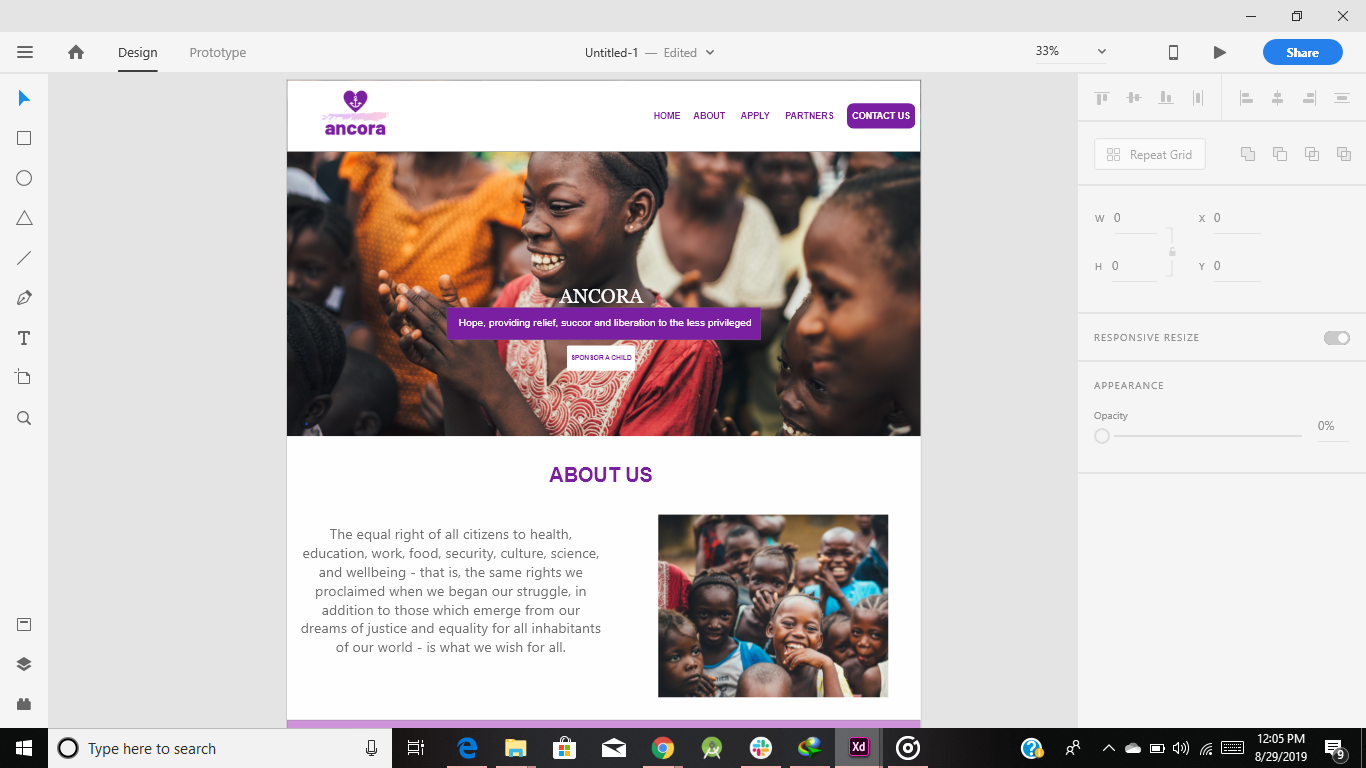 Design
Prototype
Untitled-1 — Edited
33%
Share
ancora
HOME ABOUT APPLY PARTNERS CONTACT US
Repeat Grid
W 0 X 0
H 0 Y 0
ANCORA
Hope, providing relief, succor and liberation to the less privileged
SPONSOR A CHILD
RESPONSIVE RESIZE
APPEARANCE
Opacity
0%
ABOUT US
The equal right of all citizens to health,
education, work, food, security, culture, science,
and wellbeing - that is, the same rights we
proclaimed when we began our struggle, in
addition to those which emerge from our
dreams of justice and equality for all inhabitants
of our world - is what we wish for all.
Type here to search
Xd
12:05 PM
8/29/2019
9